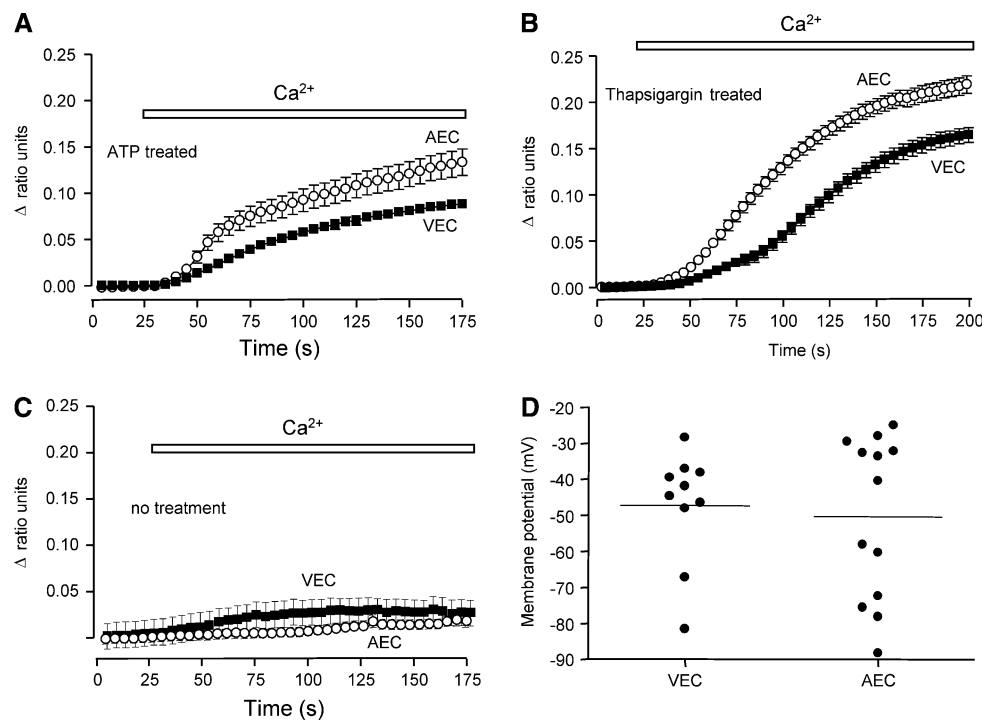 A
Ca2+
ATP treated
AEC
VEC
Δ ratio units
0.25
0.20
0.15
0.10
0.05
0.00
0 25 50 75 100 125 150 175
Time (s)
B
Ca2+
Thapsigargin treated
AEC
VEC
Δ ratio units
0.25
0.20
0.15
0.10
0.05
0.00
0 25 50 75 100 125 150 175 200
Time (s)
C
Ca2+
no treatment
VEC
AEC
Δ ratio units
0.25
0.20
0.15
0.10
0.05
0 25 50 75 100 125 150 175
Time (s)
D
Membrane potential (mV)
-20
-30
-40
-50
-60
-70
-80
-90
VEC AEC